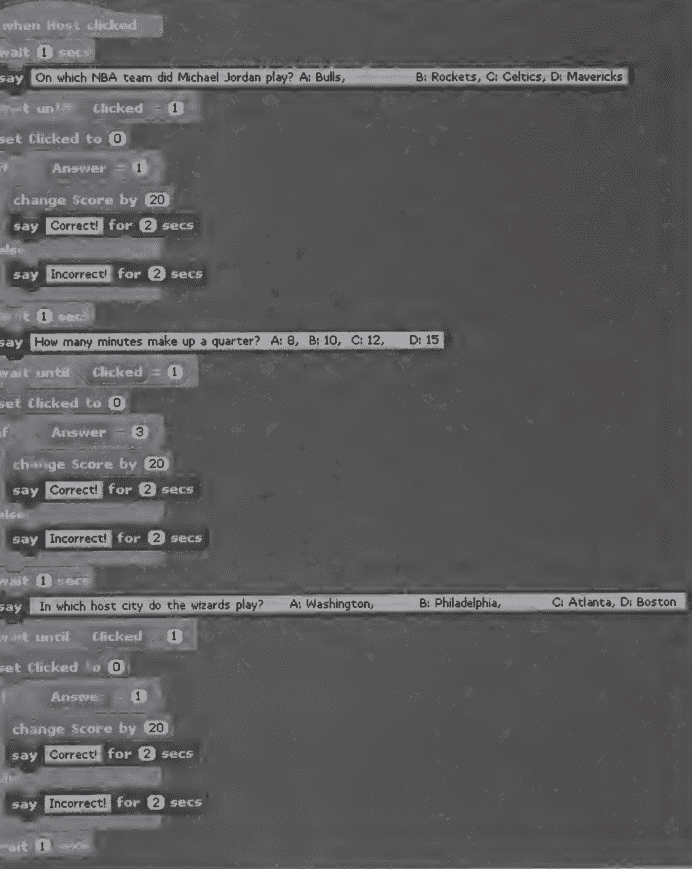 when Host clicked
wait 1 secs
say On which NBA team did Michael Jordan play? A: Bulls, B: Rockets, C: Celtics, D: Mavericks
wait until Clicked = 1
set Clicked to 0
if Answer = 1
change Score by 20
say Correct! for 2 secs
else
say Incorrect! for 2 secs
wait 1 secs
say How many minutes make up a quarter? A: 8, B: 10, C: 12, D: 15
wait until Clicked = 1
set Clicked to 0
if Answer = 3
change Score by 20
say Correct! for 2 secs
else
say Incorrect! for 2 secs
wait 1 secs
say In which host city do the wizards play? A: Washington, B: Philadelphia, C: Atlanta, D: Boston
wait until Clicked 1
set Clicked to 0
Answer = 1
change Score by 20
say Correct! for 2 secs
say Incorrect! for 2 secs
wait 1